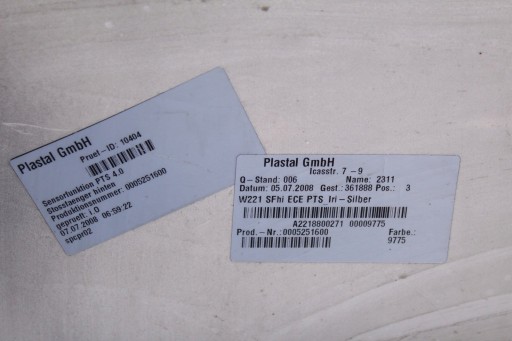 Plastal GmbH
Pruef-ID: 10404
Sensorfunktion PTS 4.0
Stossfaenger hinten
Produktionsnummer: 0005251600
geprueft: i.O
07.07.2008 06:59:22
spcpr02
Plastal GmbH
Icasstr. 7-9
Q-Stand: 006 Name: 2311
Datum: 05.07.2008 Gest.: 361888 Pos.: 3
W221 SFhi ECE PTS_Iri-Silber
A2218800271 00009775
Prod.-Nr.:0005251600 Farbe.:
9775